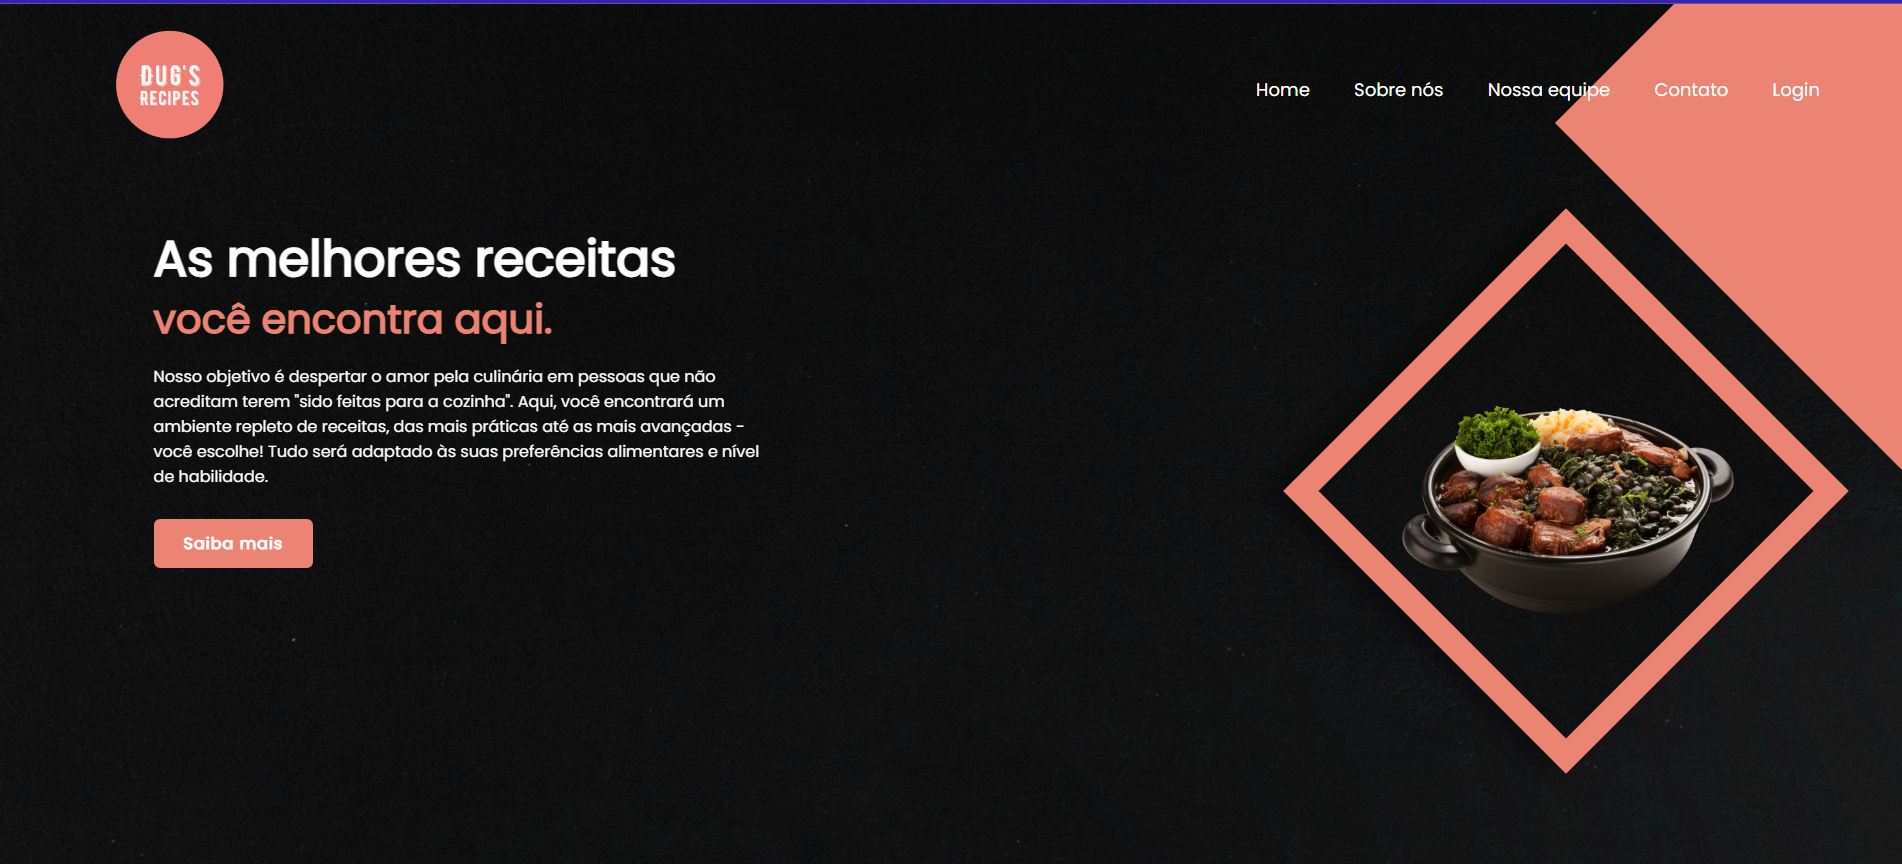 DUG'S
RECIPES
Home Sobre nós Nossa equipe Contato Login
As melhores receitas
você encontra aqui.
Nosso objetivo é despertar o amor pela culinária em pessoas que não
acreditam terem "sido feitas para a cozinha". Aqui, você encontrará um
ambiente repleto de receitas, das mais práticas até as mais avançadas -
você escolhe! Tudo será adaptado às suas preferências alimentares e nível
de habilidade.
Saiba mais